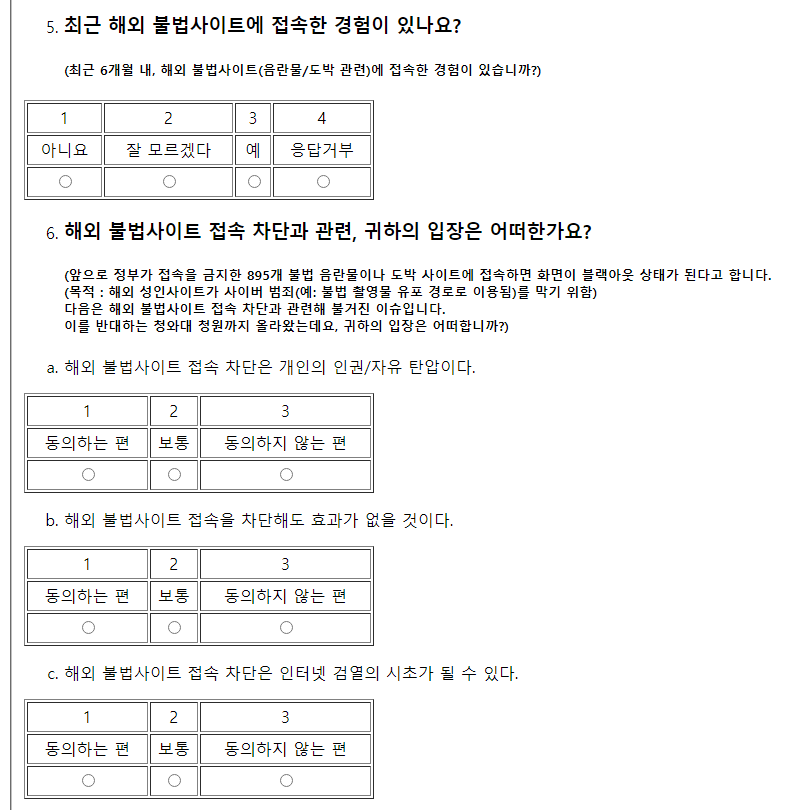 5. 최근 해외 불법사이트에 접속한 경험이 있나요?
(최근 6개월 내, 해외 불법사이트(음란물/도박 관련)에 접속한 경험이 있습니까?)
1 2 3 4
아니요 잘 모르겠다 예 응답거부
6. 해외 불법사이트 접속 차단과 관련, 귀하의 입장은 어떠한가요?
(앞으로 정부가 접속을 금지한 895개 불법 음란물이나 도박 사이트에 접속하면 화면이 블랙아웃 상태가 된다고 합니다.
(목적 : 해외 성인사이트가 사이버 범죄(예: 불법 촬영물 유포 경로로 이용됨)를 막기 위함)
다음은 해외 불법사이트 접속 차단과 관련해 불거진 이슈입니다.
이를 반대하는 청와대 청원까지 올라왔는데요, 귀하의 입장은 어떠합니까?)
a. 해외 불법사이트 접속 차단은 개인의 인권/자유 탄압이다.
1 2 3
동의하는 편 보통 동의하지 않는 편
b. 해외 불법사이트 접속을 차단해도 효과가 없을 것이다.
1 2 3
동의하는 편 보통 동의하지 않는 편
c. 해외 불법사이트 접속 차단은 인터넷 검열의 시초가 될 수 있다.
1 2 3
동의하는 편 보통 동의하지 않는 편